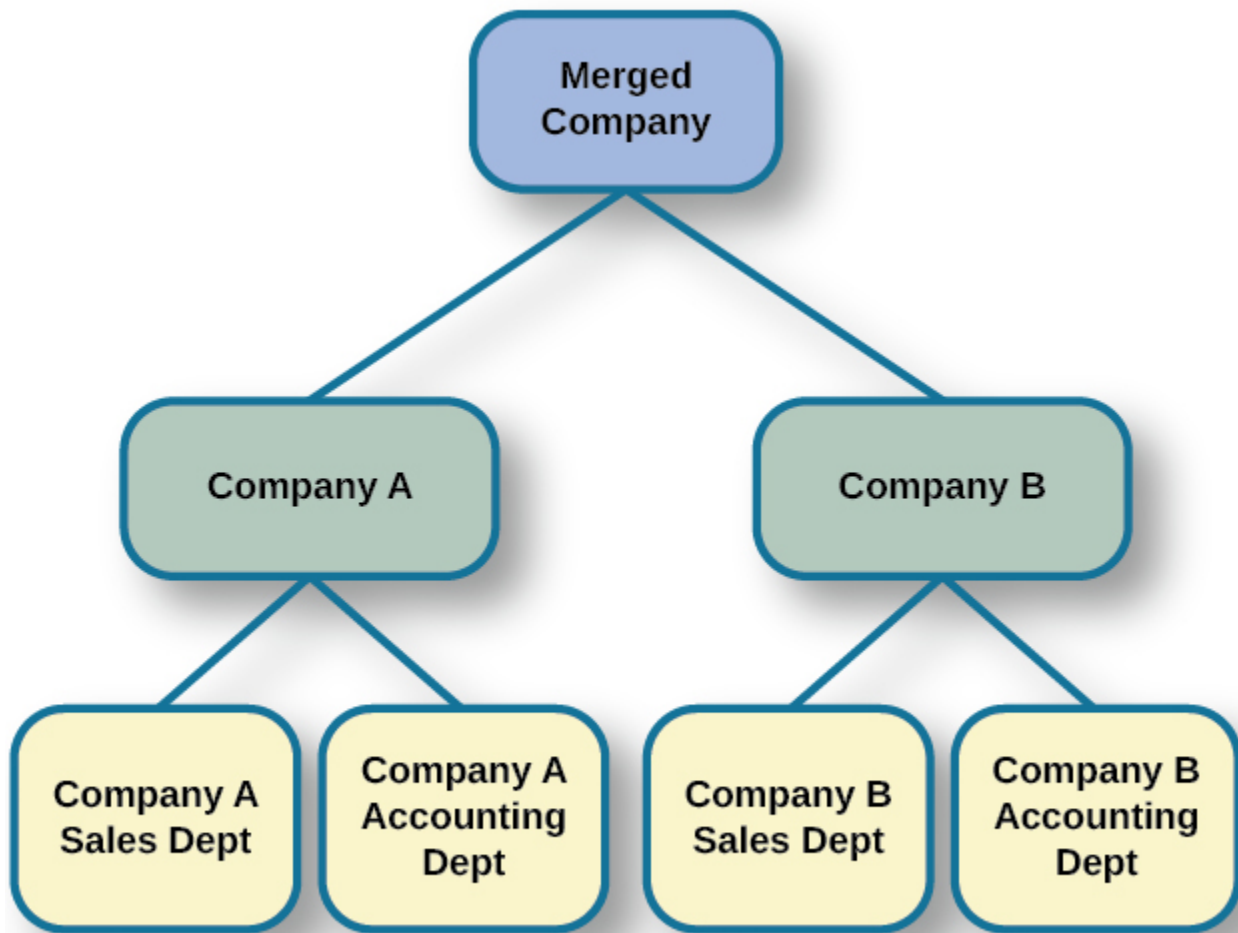 Merged
Company
Company A
Company B
Company A
Sales Dept
Company A
Accounting
Dept
Company B
Sales Dept
Company B
Accounting
Dept